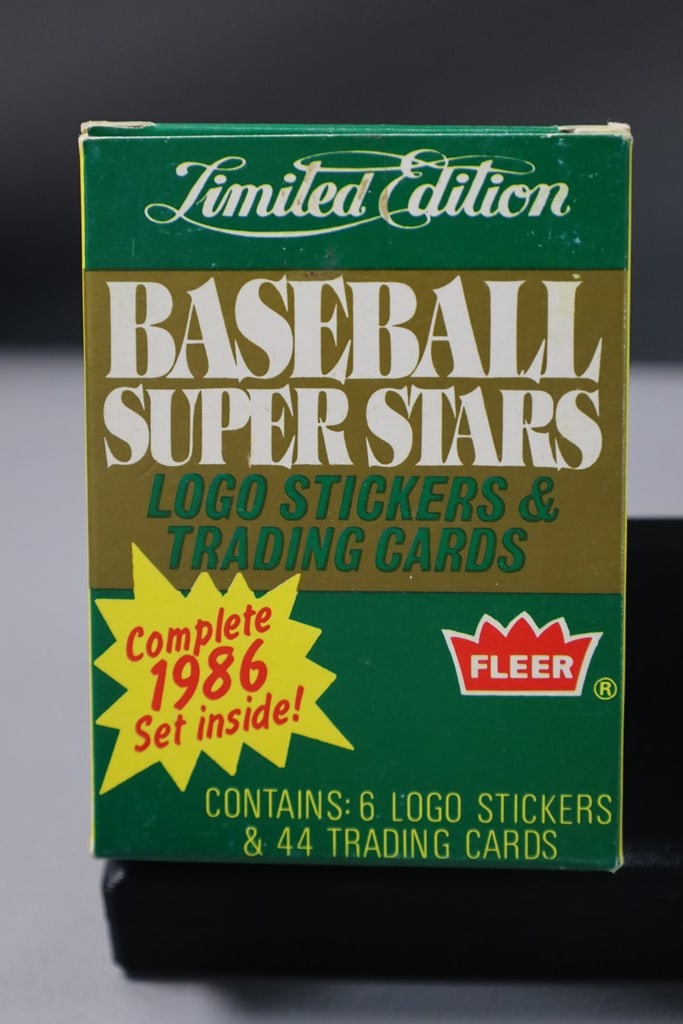 Limited Edition
BASEBALL
SUPER STARS
LOGO STICKERS &
TRADING CARDS
Complete
1986
Set inside!
FLEER
®
CONTAINS: 6 LOGO STICKERS
& 44 TRADING CARDS